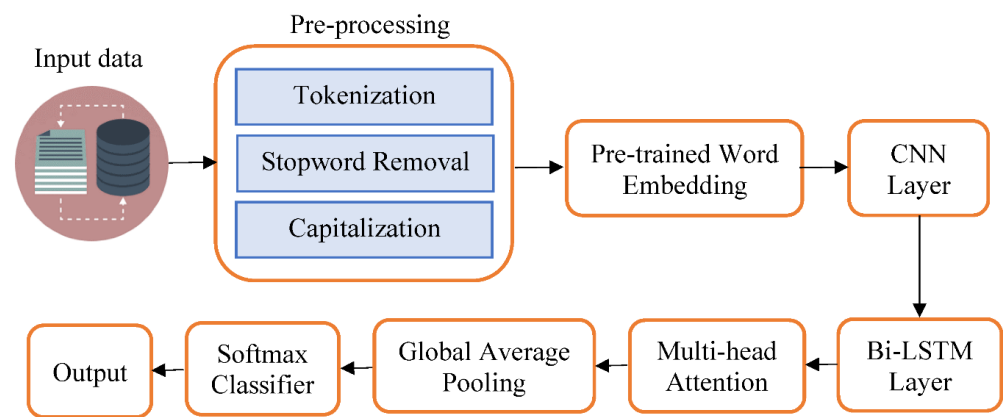 Pre-processing
Input data
Tokenization
Stopword Removal
Capitalization
Pre-trained Word
Embedding
CNN
Layer
Bi-LSTM
Layer
Multi-head
Attention
Global Average
Pooling
Softmax
Classifier
Output